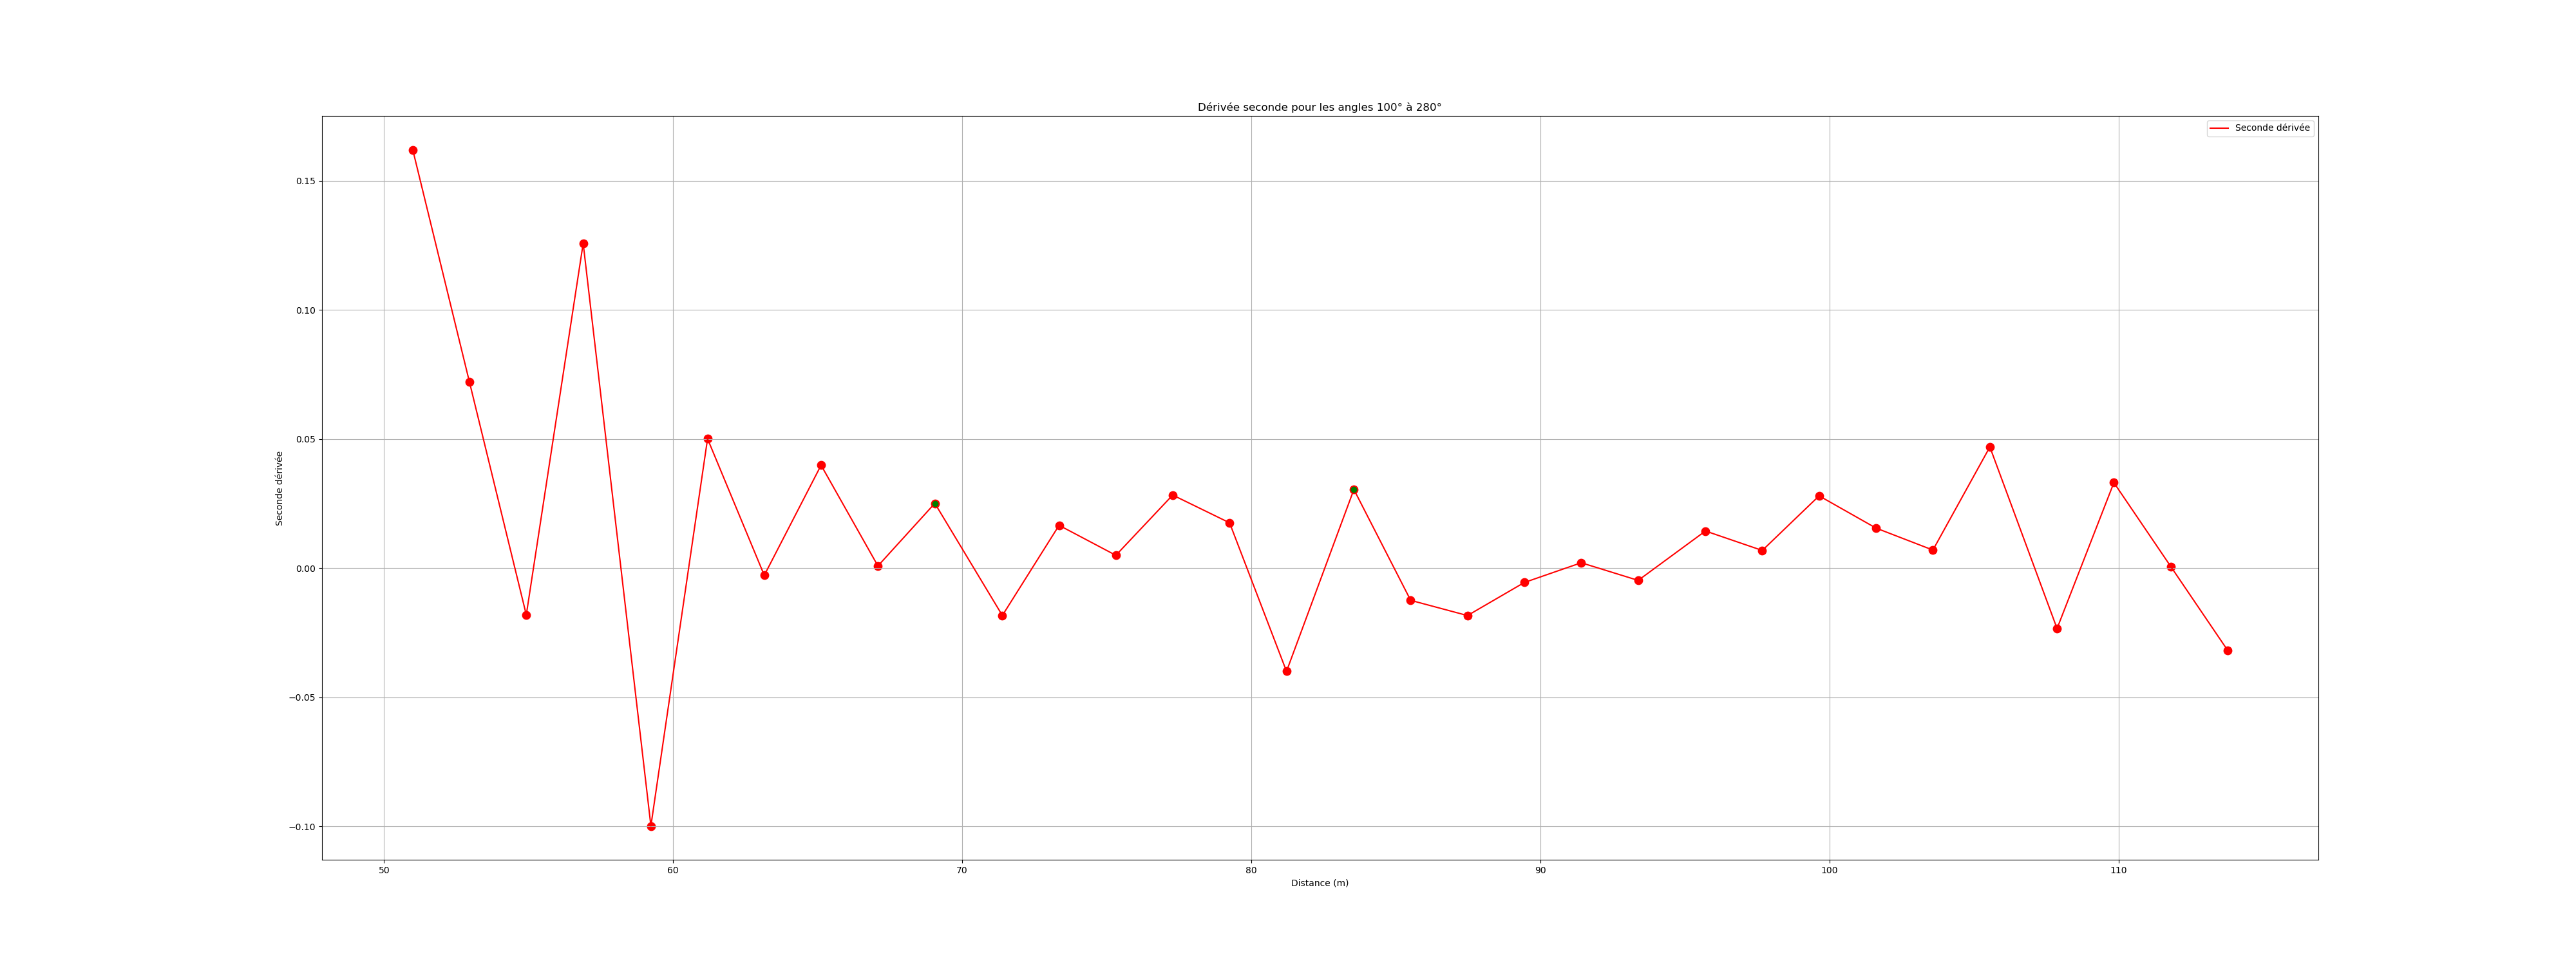 Dérivée seconde pour les angles 100° à 280°
Seconde dérivée
0.15
0.10
0.05
0.00
−0.05
−0.10
Seconde dérivée
50 60 70 80 90 100 110
Distance (m)